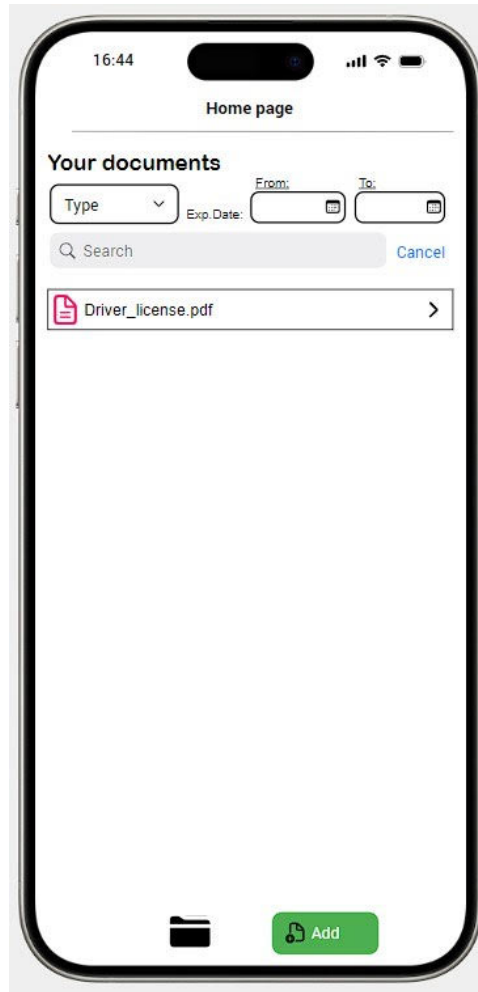 16:44
Home page
Your documents
From: To:
Type Exp.Date:
Search Cancel
Driver_license.pdf
Add